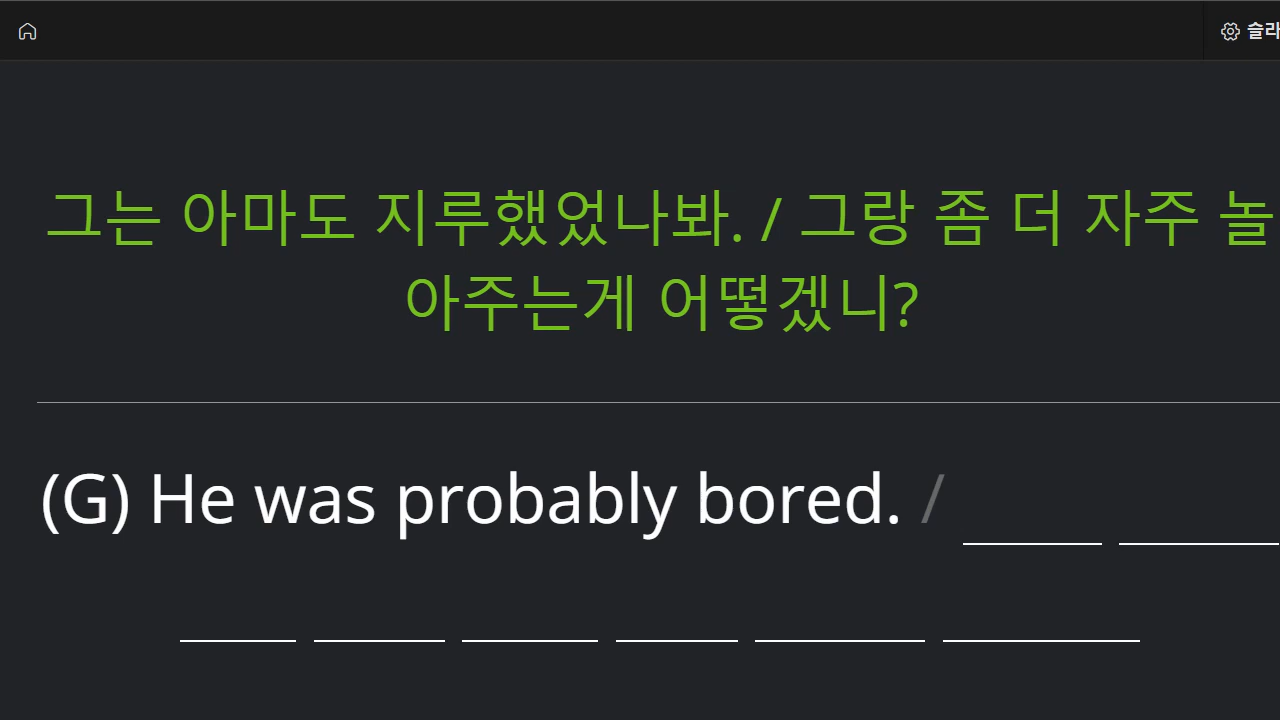 슬라
그는 아마도 지루했었나봐. / 그랑 좀 더 자주 놀
아주는게 어떻겠니?
(G) He was probably bored. /